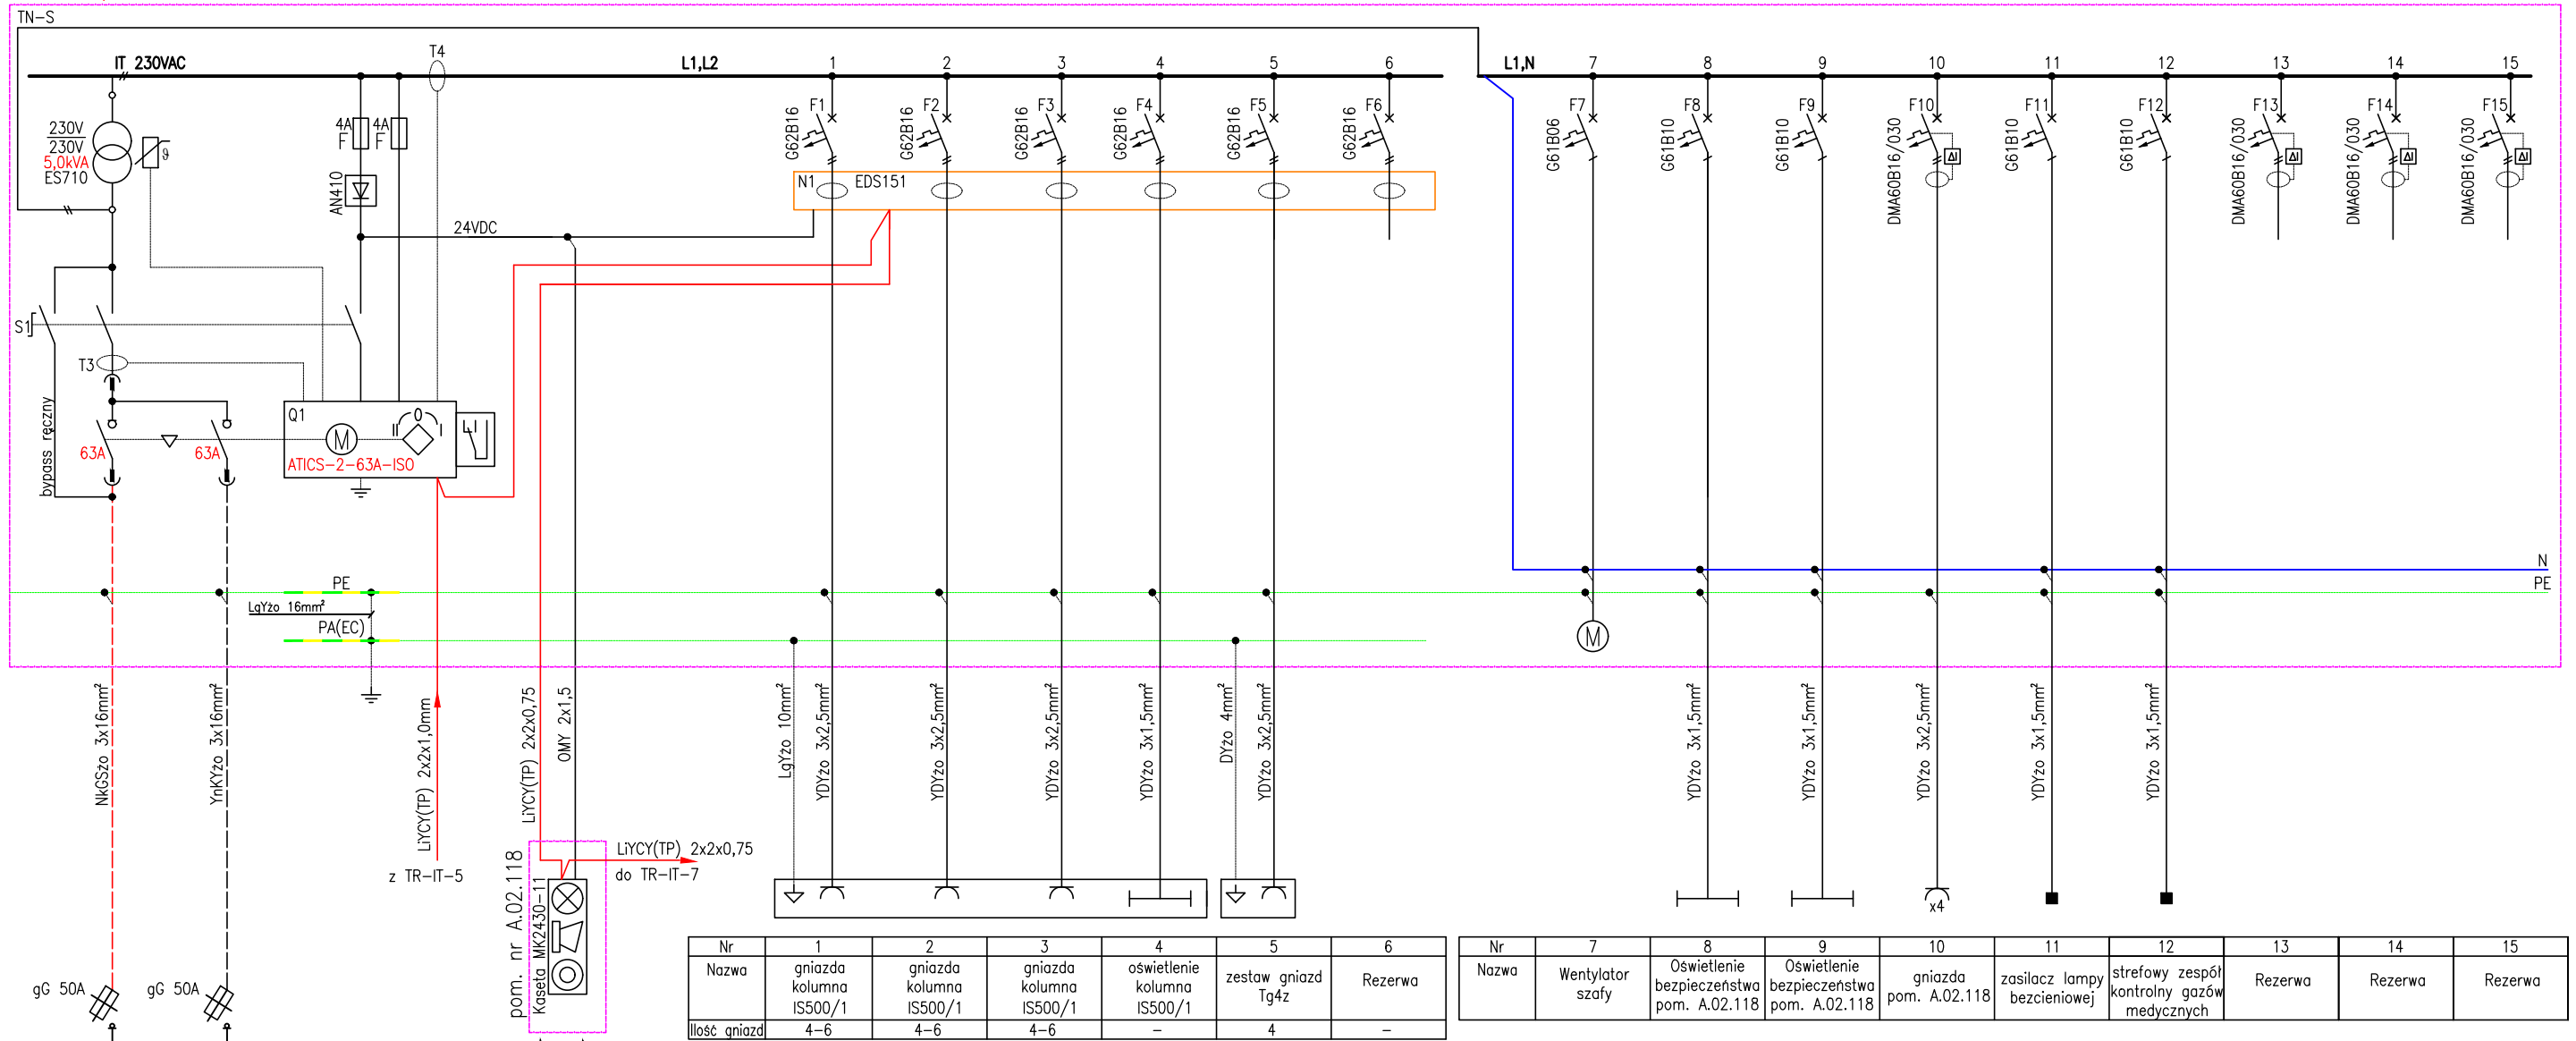 TN-S
IT 230VAC
T4
L1,L2
1
2
3
4
5
6
L1,N
7
8
9
10
11
12
13
14
15
230V
230V
5,0kVA
ES710
ϑ
4A
F
4A
F
AN410
F1
G62B16
F2
G62B16
F3
G62B16
F4
G62B16
F5
G62B16
F6
G62B16
F7
G61B06
F8
G61B10
F9
G61B10
F10
DMA60B16/030
ΔI
F11
G61B10
F12
G61B10
F13
DMA60B16/030
ΔI
F14
DMA60B16/030
ΔI
F15
DMA60B16/030
ΔI
N1
EDS151
24VDC
S1
T3
bypass ręczny
63A
63A
Q1
M
II
0
I
ATICS-2-63A-ISO
PE
LgYżo 16mm²
PA(EC)
N
PE
M
NkGSżo 3x16mm²
YnKYżo 3x16mm²
LiYCY(TP) 2x2x1,0mm
z TR-IT-5
LiYCY(TP) 2x2x0,75
OMY 2x1,5
LiYCY(TP) 2x2x0,75
do TR-IT-7
pom. nr A.02.118
Kaseta MK2430-11
LgYżo 10mm²
YDYżo 3x2,5mm²
YDYżo 3x2,5mm²
YDYżo 3x2,5mm²
YDYżo 3x1,5mm²
DYżo 4mm²
YDYżo 3x2,5mm²
YDYżo 3x1,5mm²
YDYżo 3x1,5mm²
YDYżo 3x2,5mm²
YDYżo 3x1,5mm²
YDYżo 3x1,5mm²
x4
gG 50A
gG 50A
Nr 1 2 3 4 5 6
Nazwa
gniazda
kolumna
IS500/1
gniazda
kolumna
IS500/1
gniazda
kolumna
IS500/1
oświetlenie
kolumna
IS500/1
zestaw gniazd
Tg4z
Rezerwa
Ilość gniazd 4-6 4-6 4-6 - 4 -
Nr 7 8 9 10 11 12 13 14 15
Nazwa
Wentylator
szafy
Oświetlenie
bezpieczeństwa
pom. A.02.118
Oświetlenie
bezpieczeństwa
pom. A.02.118
gniazda
pom. A.02.118
zasilacz lampy
bezcieniowej
strefowy zespół
kontrolny gazów
medycznych
Rezerwa
Rezerwa
Rezerwa